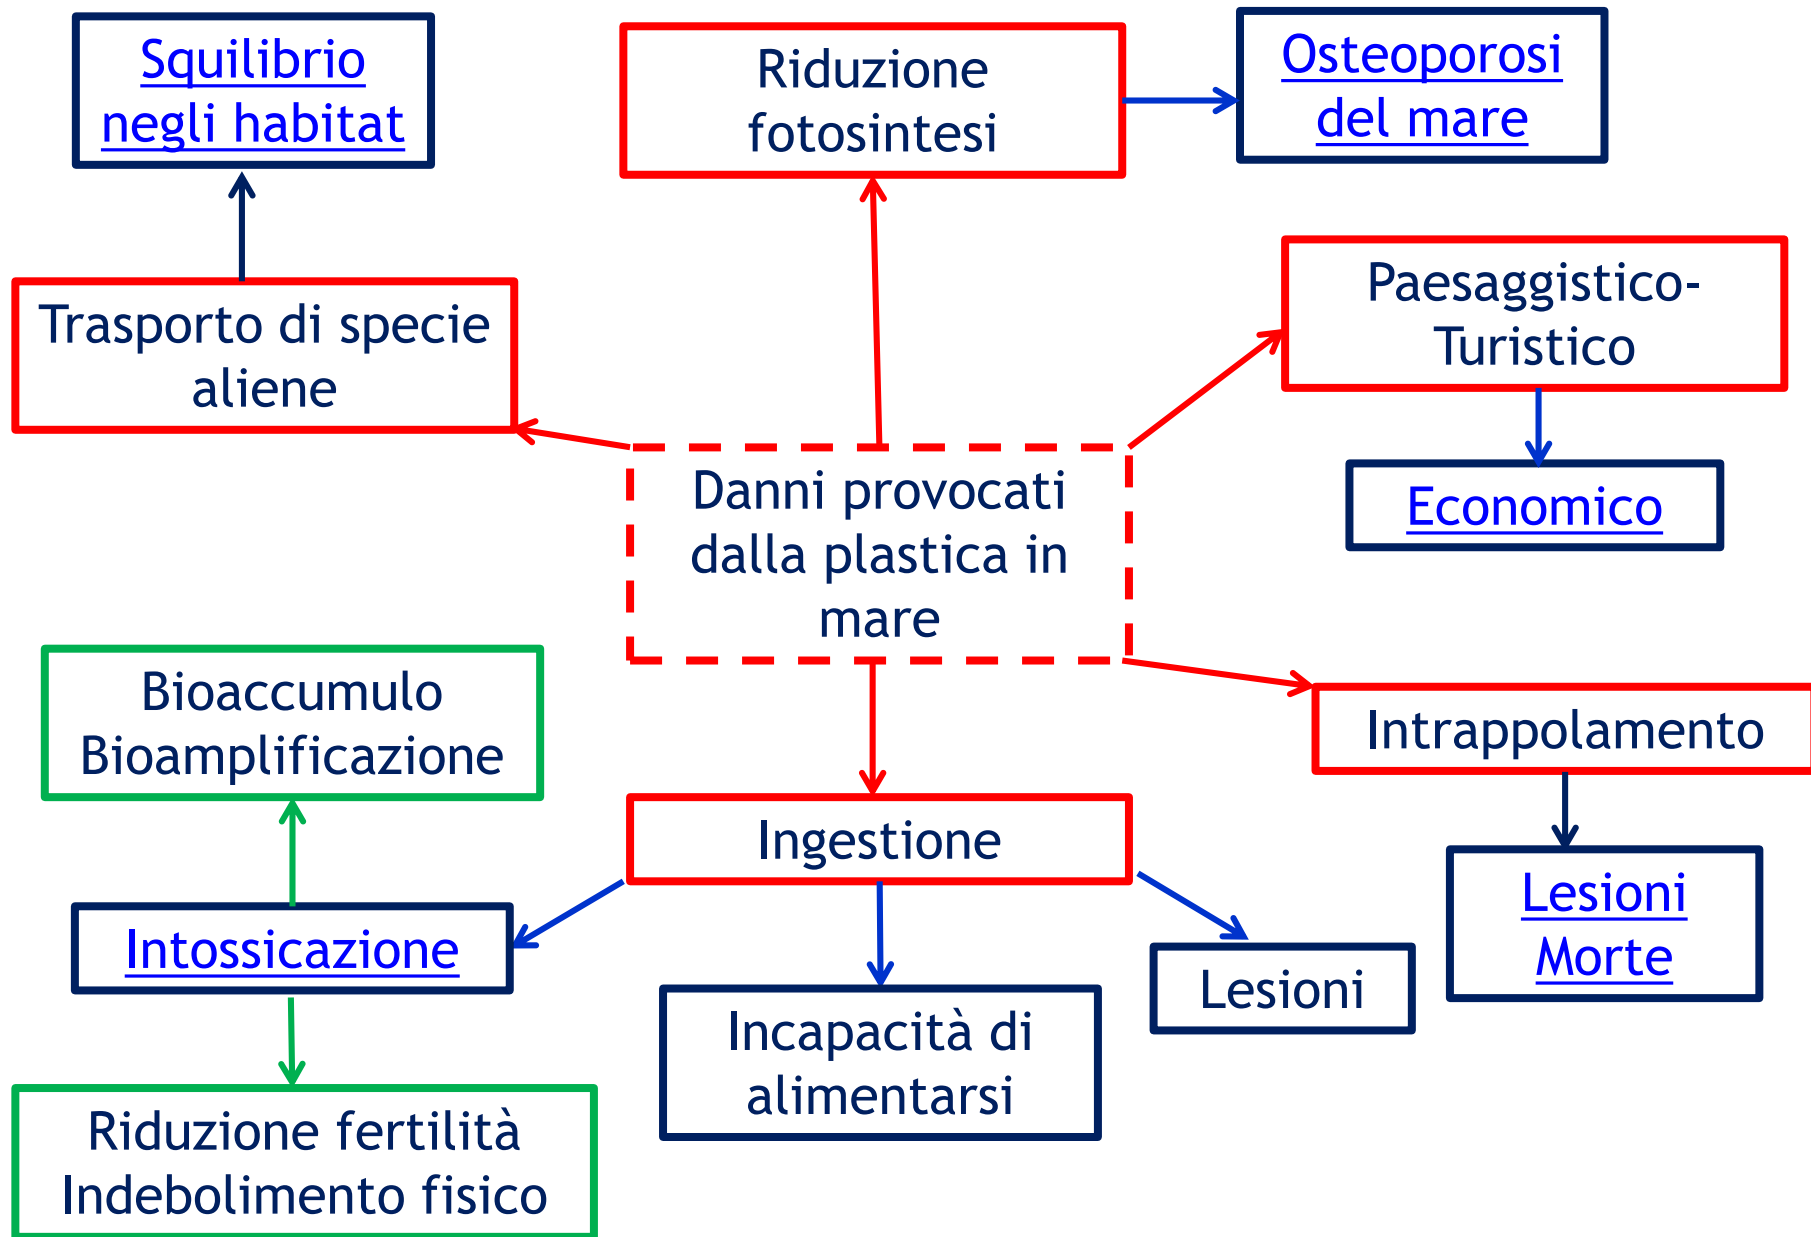 Squilibrio
negli habitat
Riduzione
fotosintesi
Osteoporosi
del mare
Trasporto di specie
aliene
Paesaggistico-
Turistico
Economico
Danni provocati
dalla plastica in
mare
Bioaccumulo
Bioamplificazione
Intrappolamento
Ingestione
Lesioni
Morte
Intossicazione
Lesioni
Incapacità di
alimentarsi
Riduzione fertilità
Indebolimento fisico